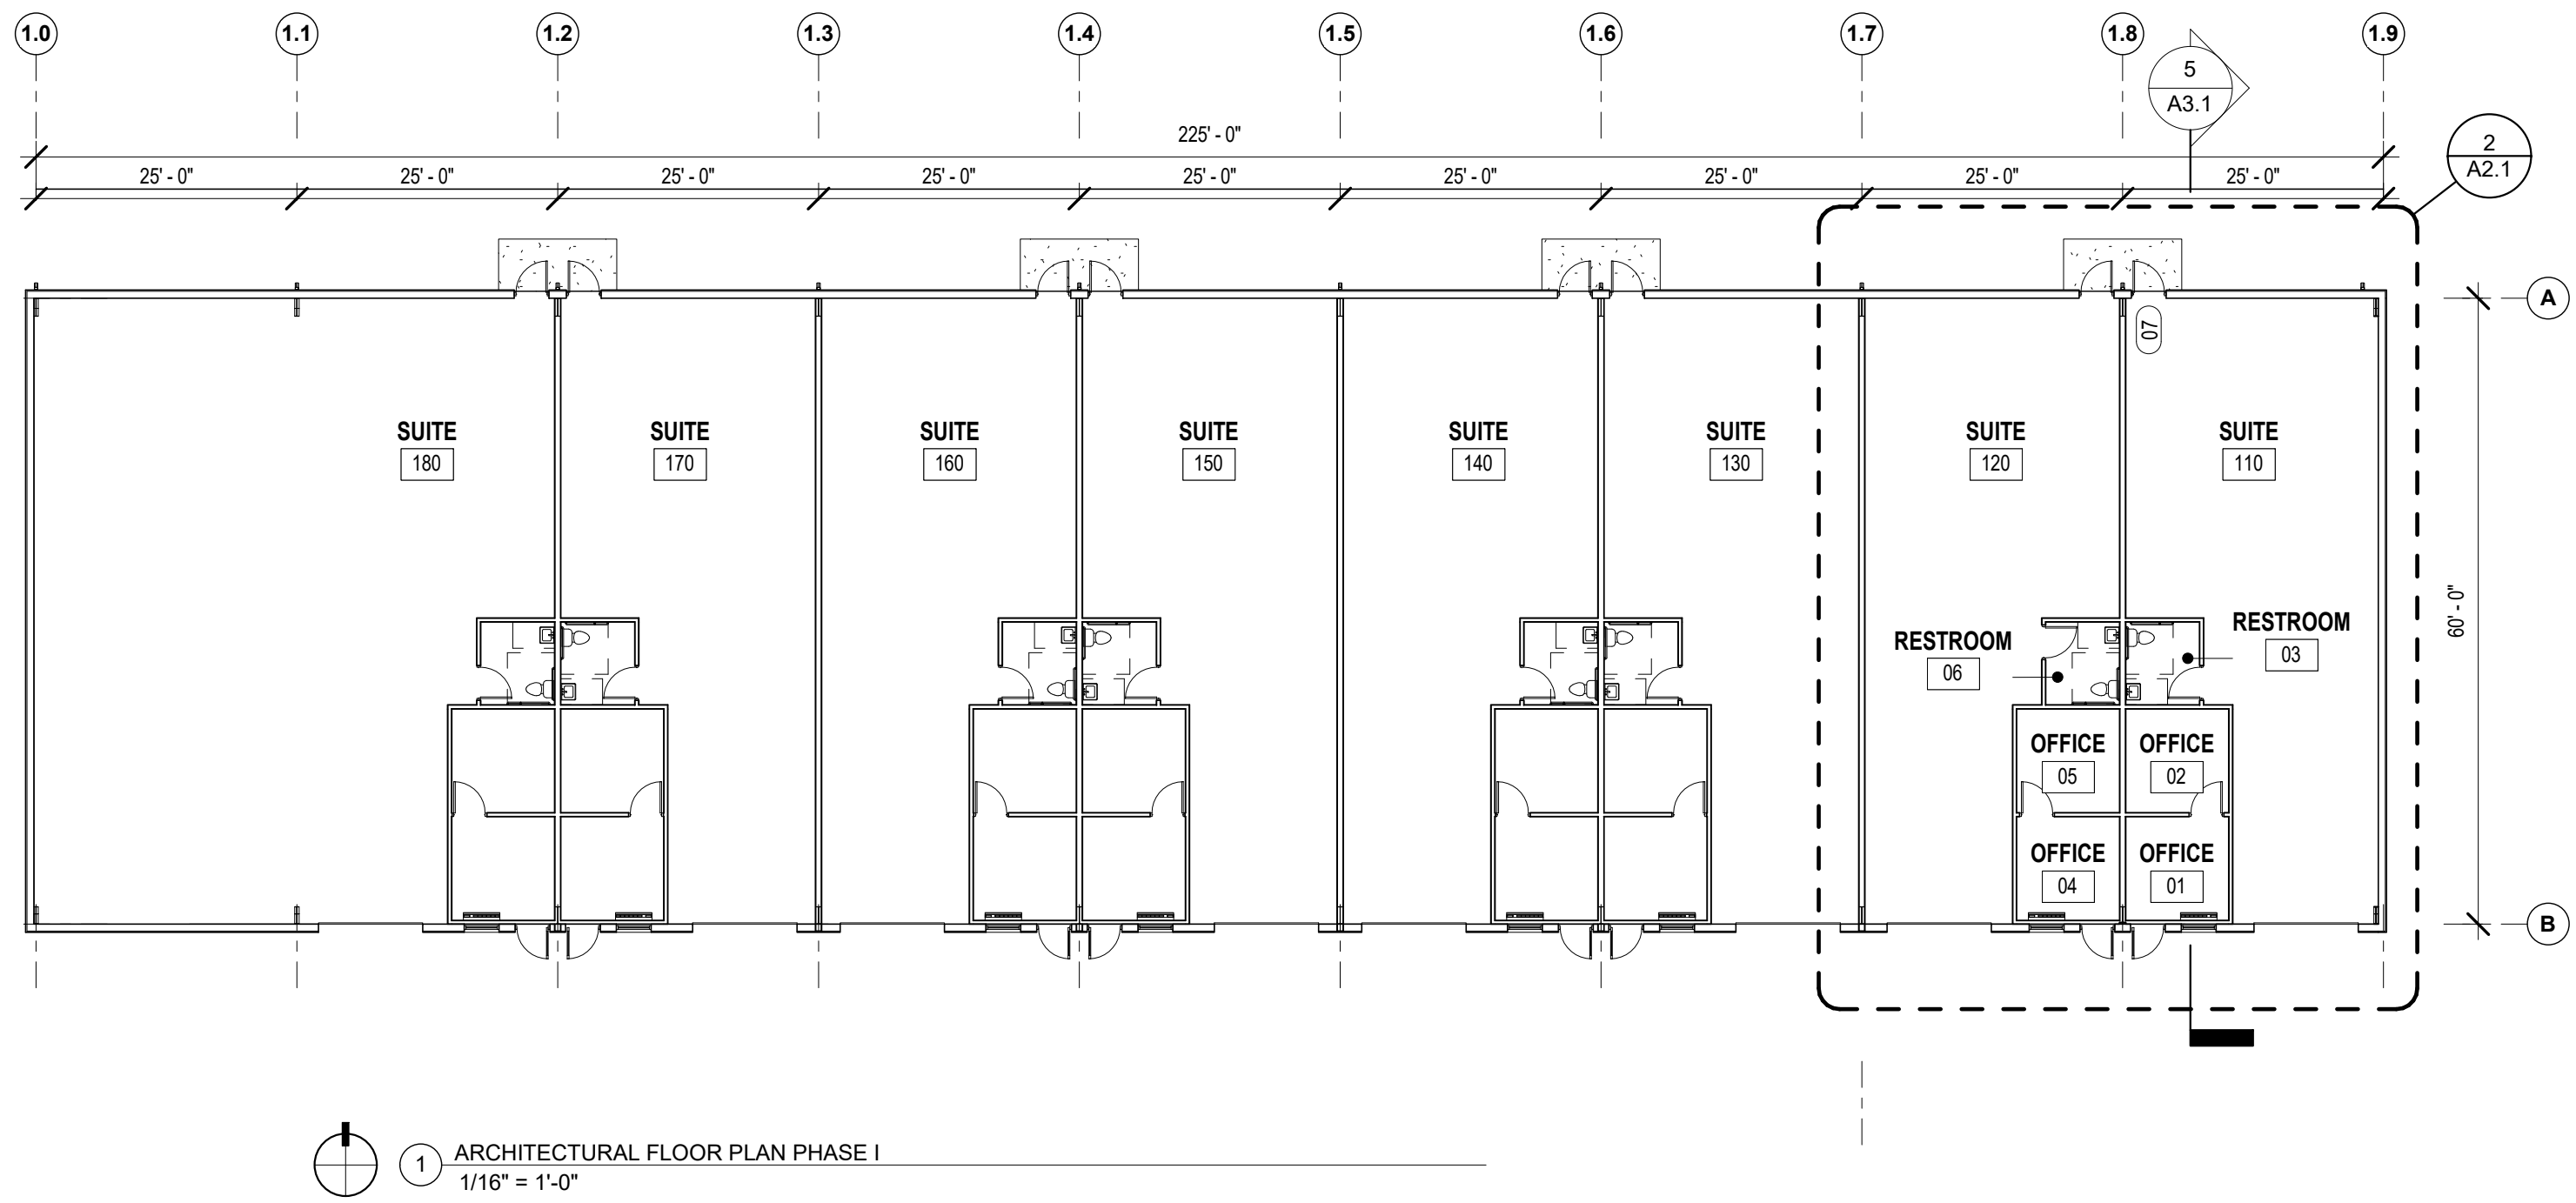 1.0 1.1 1.2 1.3 1.4 1.5 1.6 1.7 1.8 1.9
5
A3.1
225' - 0"
2
A2.1
25' - 0" 25' - 0" 25' - 0" 25' - 0" 25' - 0" 25' - 0" 25' - 0" 25' - 0" 25' - 0"
A
07
SUITE SUITE SUITE SUITE SUITE SUITE SUITE SUITE
180 170 160 150 140 130 120 110
60' - 0"
RESTROOM
03
RESTROOM
06
OFFICE OFFICE
05 02
OFFICE OFFICE
04 01
B
1 ARCHITECTURAL FLOOR PLAN PHASE I
1/16" = 1'-0"